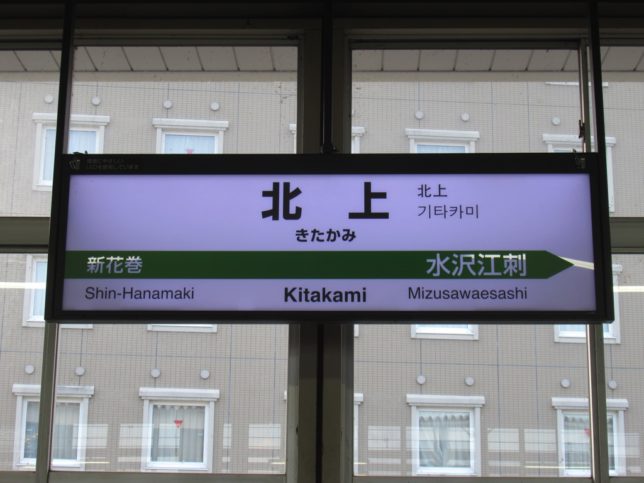 北上
きたかみ
北上
기타카미
新花巻
水沢江刺
Shin-Hanamaki
Kitakami
Mizusawaesashi